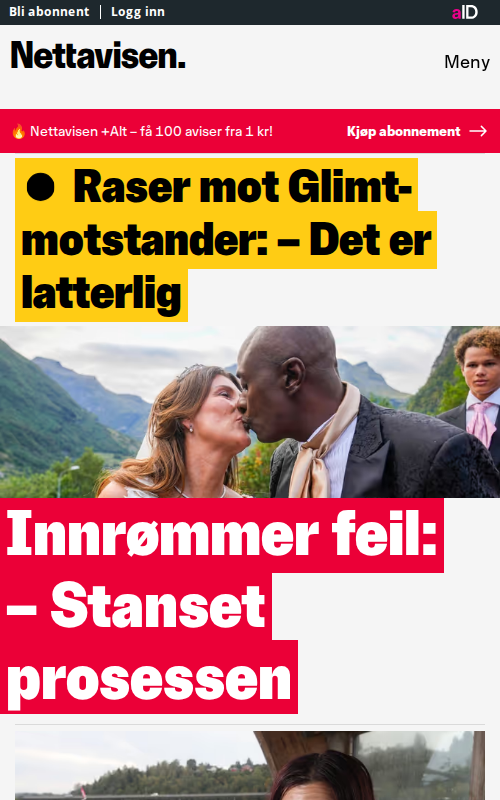 Bli abonnent
Logg inn
aID
Nettavisen.
Meny
🔥 Nettavisen +Alt – få 100 aviser fra 1 kr!
Kjøp abonnement →
● Raser mot Glimt-
motstander: – Det er
latterlig
Innrømmer feil:
– Stanset
prosessen